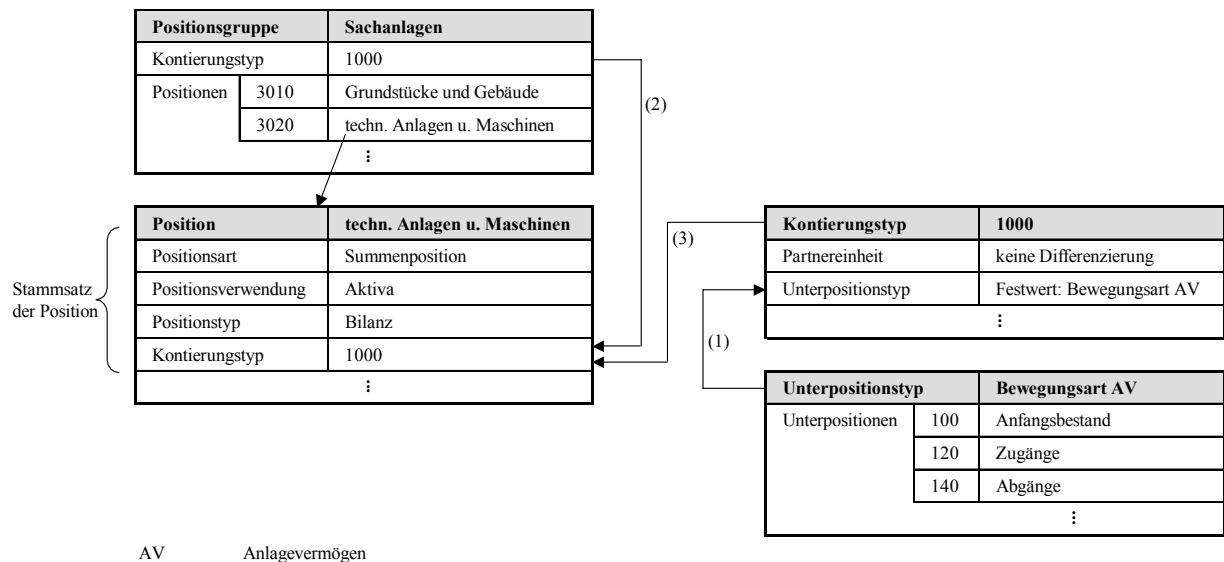 Positionsgruppe Sachanlagen
Kontierungstyp 1000
Positionen 3010 Grundstücke und Gebäude
3020 techn. Anlagen u. Maschinen
⋮
(2)
Position techn. Anlagen u. Maschinen
Positionsart Summenposition
Positionsverwendung Aktiva
Positionstyp Bilanz
Kontierungstyp 1000
⋮
Stammsatz
der Position
(3)
Kontierungstyp 1000
Partnereinheit keine Differenzierung
Unterpositionstyp Festwert: Bewegungsart AV
⋮
(1)
Unterpositionstyp Bewegungsart AV
Unterpositionen 100 Anfangsbestand
120 Zugänge
140 Abgänge
⋮
AV Anlagevermögen